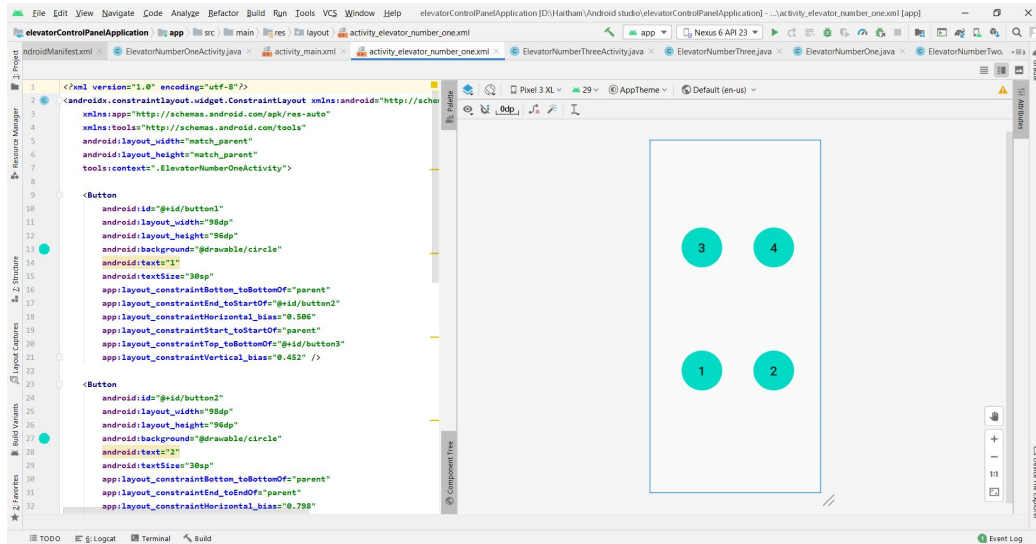 File Edit View Navigate Code Analyze Refactor Build Run Tools VCS Window Help elevatorControlPanelApplication [D:\Haitham\Android studio\elevatorControlPanelApplication] - ...\activity_elevator_number_one.xml [app]
elevatorControlPanelApplication app src main res layout activity_elevator_number_one.xml app Nexus 6 API 23
ndroidManifest.xml ElevatorNumberOneActivity.java activity_main.xml activity_elevator_number_one.xml ElevatorNumberThreeActivity.java ElevatorNumberThree.java ElevatorNumberOne.java ElevatorNumberTwo.
1 <?xml version="1.0" encoding="utf-8"?>
2 <androidx.constraintlayout.widget.ConstraintLayout xmlns:android="http://sche
3 xmlns:app="http://schemas.android.com/apk/res-auto"
4 xmlns:tools="http://schemas.android.com/tools"
5 android:layout_width="match_parent"
6 android:layout_height="match_parent"
7 tools:context=".ElevatorNumberOneActivity">
8
9 <Button
10 android:id="@+id/button1"
11 android:layout_width="98dp"
12 android:layout_height="96dp"
13 android:background="@drawable/circle"
14 android:text="1"
15 android:textSize="30sp"
16 app:layout_constraintBottom_toBottomOf="parent"
17 app:layout_constraintEnd_toStartOf="@+id/button2"
18 app:layout_constraintHorizontal_bias="0.506"
19 app:layout_constraintStart_toStartOf="parent"
20 app:layout_constraintTop_toBottomOf="@+id/button3"
21 app:layout_constraintVertical_bias="0.452" />
22
23 <Button
24 android:id="@+id/button2"
25 android:layout_width="98dp"
26 android:layout_height="96dp"
27 android:background="@drawable/circle"
28 android:text="2"
29 android:textSize="30sp"
30 app:layout_constraintBottom_toBottomOf="parent"
31 app:layout_constraintEnd_toEndOf="parent"
32 app:layout_constraintHorizontal_bias="0.798"
1: Project
Resource Manager
Z: Structure
Layout Captures
Build Variants
2: Favorites
Palette
Component Tree
Pixel 3 XL 29 AppTheme Default (en-us)
0dp
3 4
1 2
1:1
Attributes
TODO 6: Logcat Terminal Build Event Log